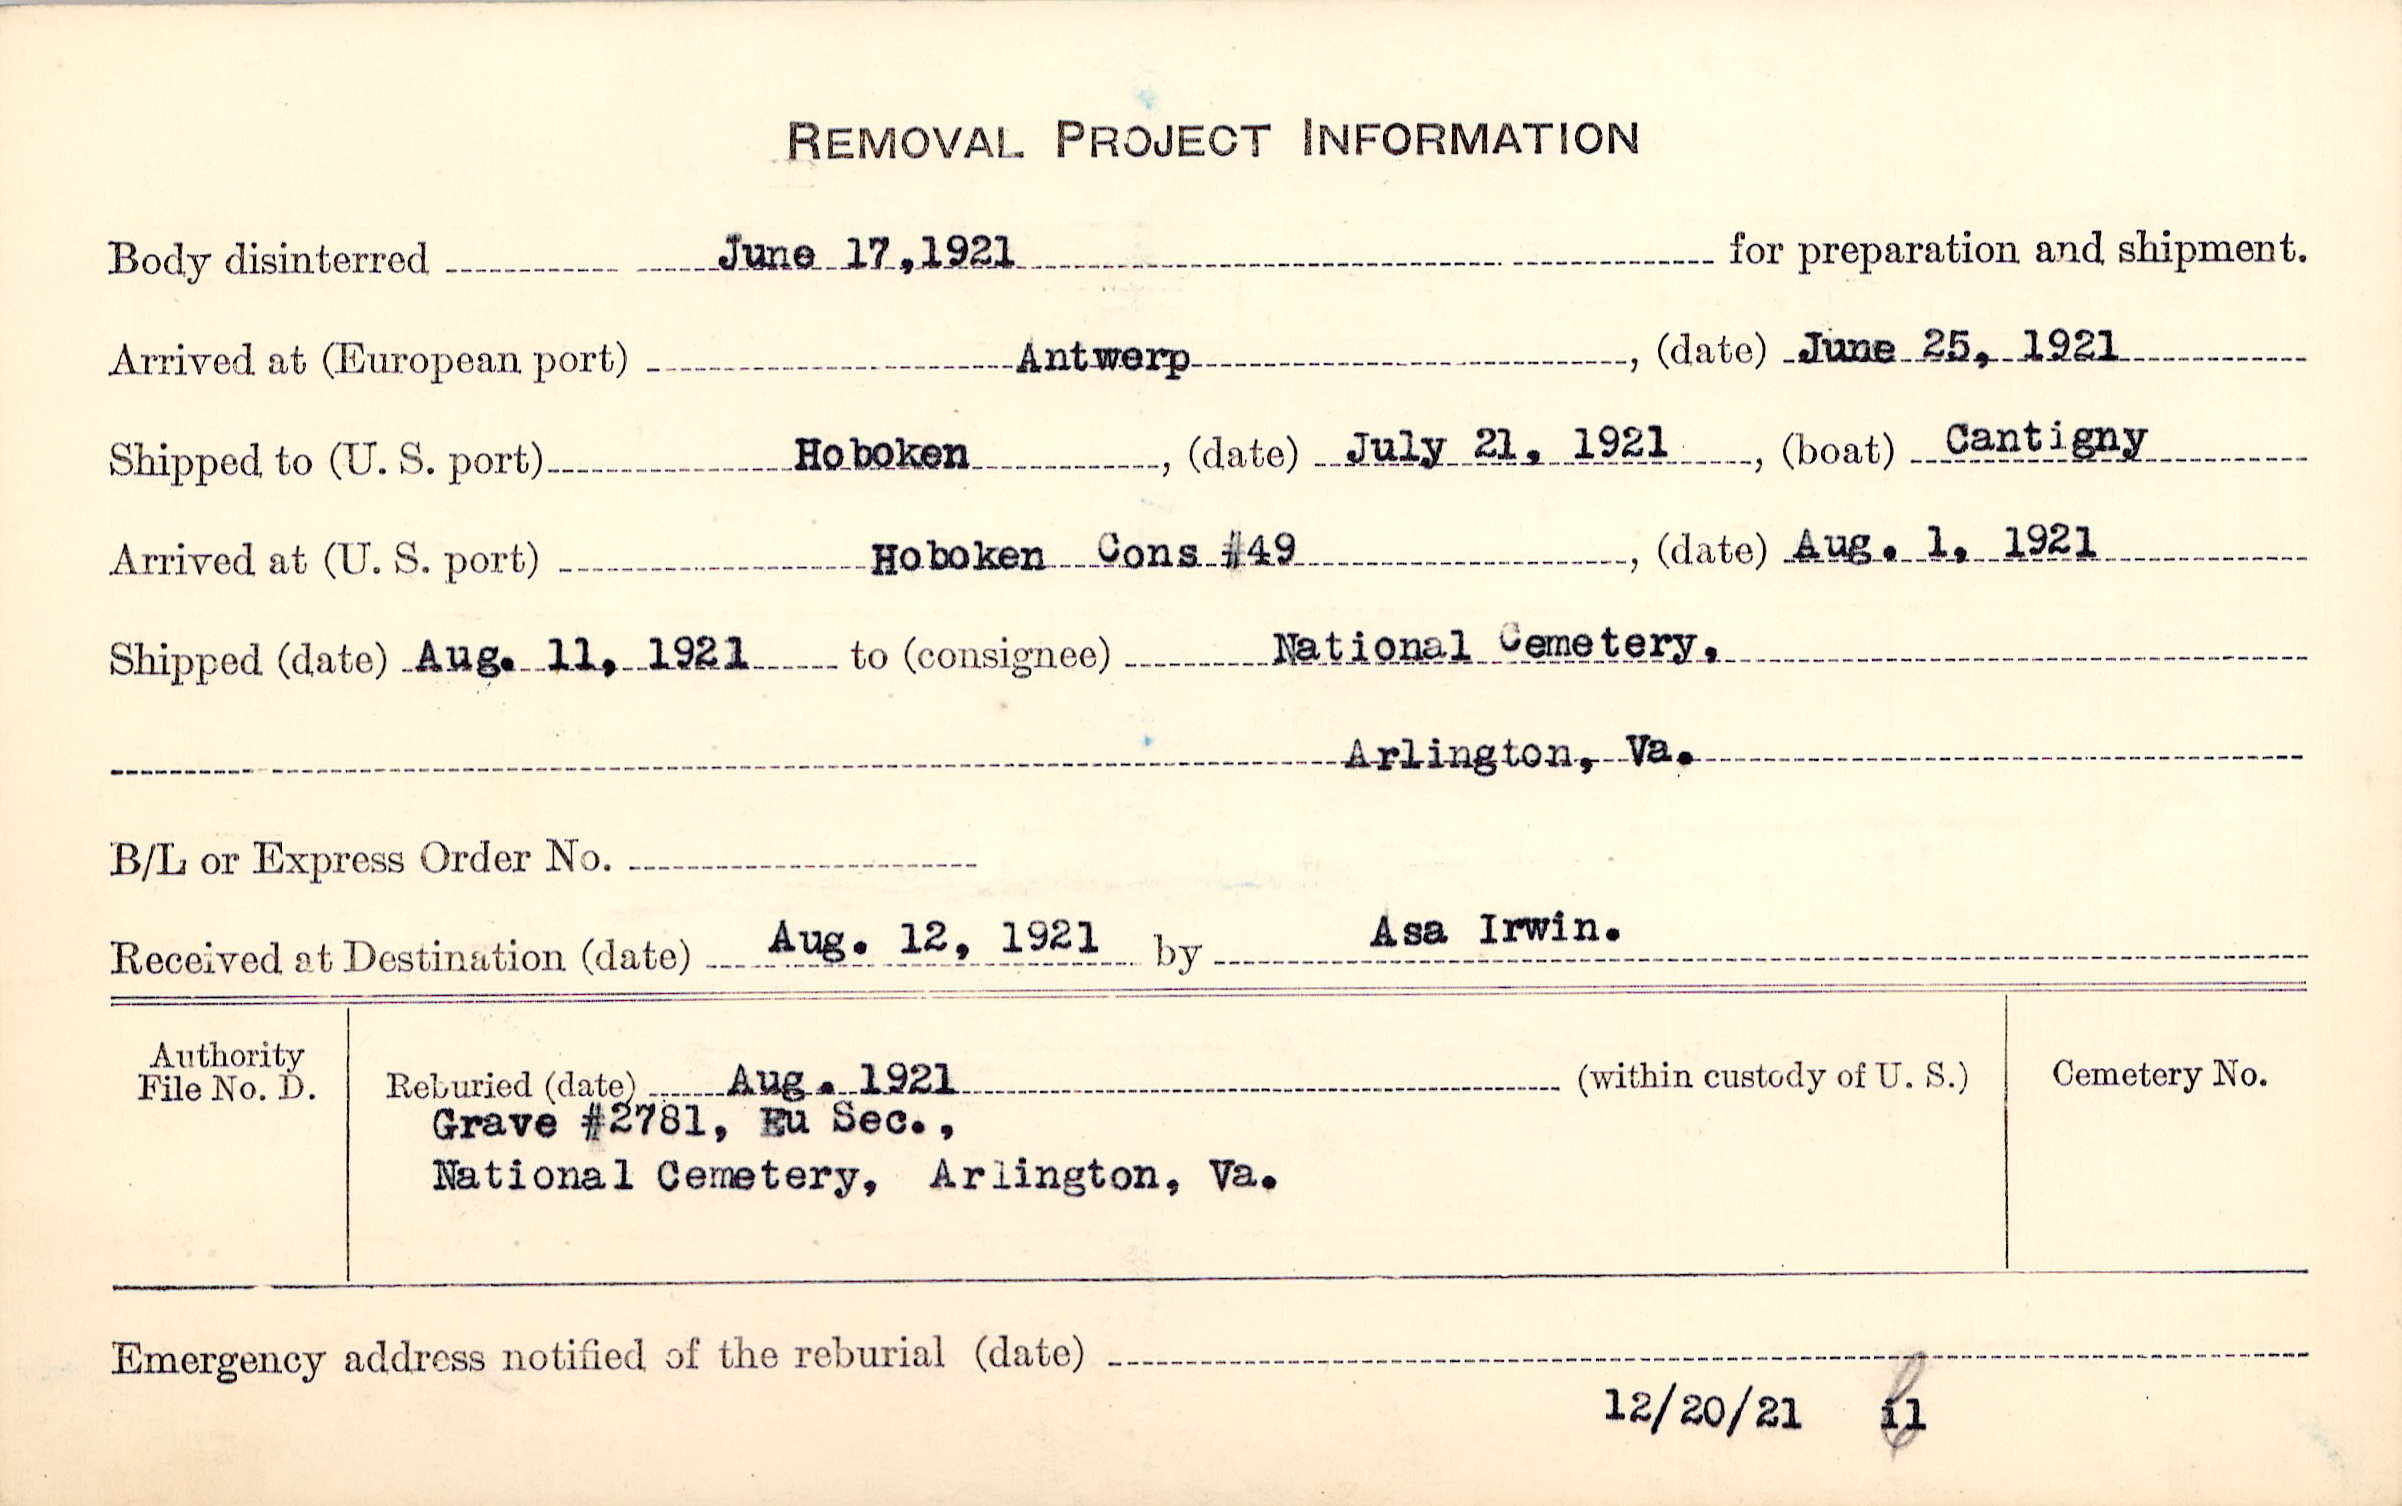 REMOVAL PROJECT INFORMATION
Body disinterred June 17,1921 for preparation and shipment.
Arrived at (European port) Antwerp, (date) June 25, 1921
Shipped to (U. S. port) Hoboken, (date) July 21, 1921, (boat) Cantigny
Arrived at (U. S. port) Hoboken Cons #49, (date) Aug. 1, 1921
Shipped (date) Aug. 11, 1921 to (consignee) National Cemetery,
Arlington, Va.
B/L or Express Order No.
Received at Destination (date) Aug. 12, 1921 by Asa Irwin.
Authority
File No. D.
Reburied (date) Aug. 1921 (within custody of U. S.)
Grave #2781, Eu Sec.,
National Cemetery, Arlington, Va.
Cemetery No.
Emergency address notified of the reburial (date)
12/20/21 il